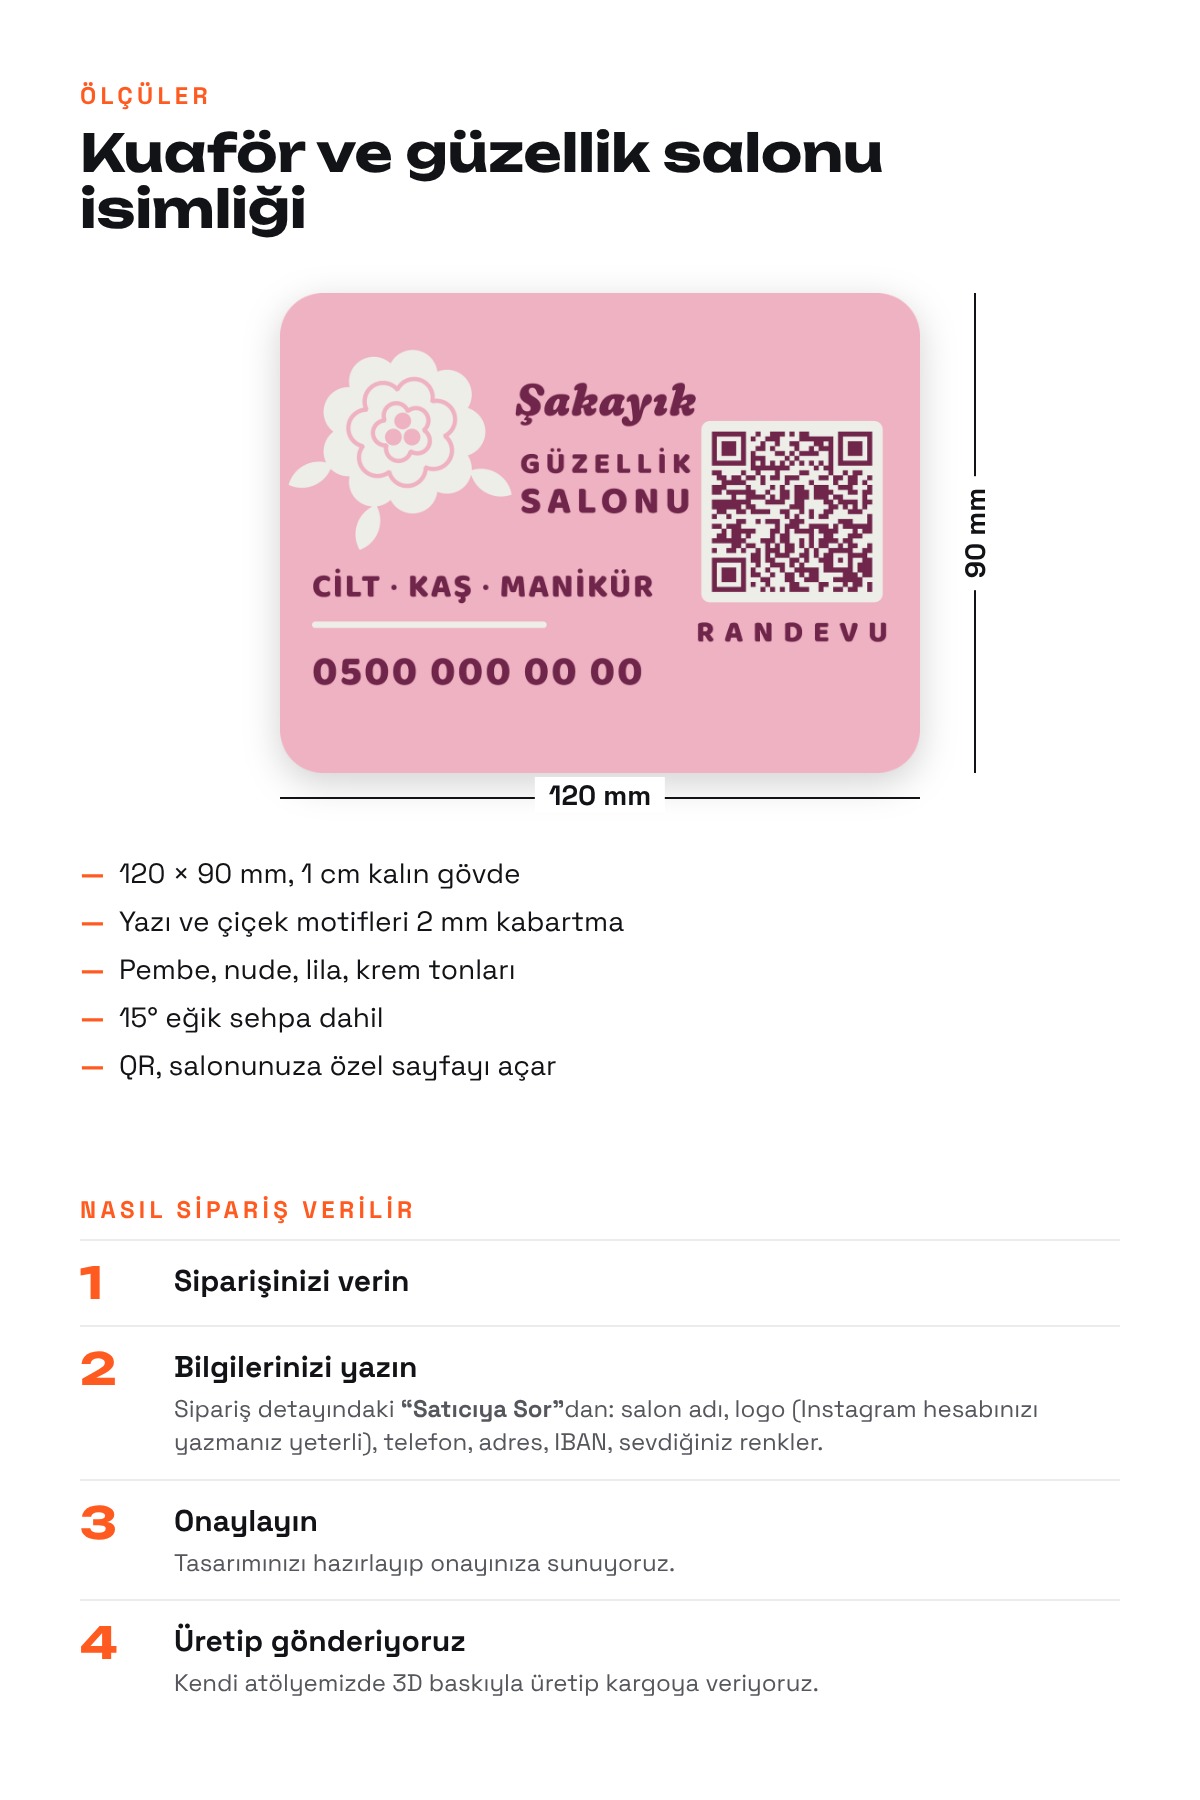 ÖLÇÜLER
Kuaför ve güzellik salonu
isimliği
Şakayık
GÜZELLİK
SALONU
CİLT · KAŞ · MANİKÜR
0500 000 00 00
RANDEVU
90 mm
120 mm
— 120 × 90 mm, 1 cm kalın gövde
— Yazı ve çiçek motifleri 2 mm kabartma
— Pembe, nude, lila, krem tonları
— 15° eğik sehpa dahil
— QR, salonunuza özel sayfayı açar
NASIL SİPARİŞ VERİLİR
1 Siparişinizi verin
2 Bilgilerinizi yazın
Sipariş detayındaki “Satıcıya Sor”dan: salon adı, logo (Instagram hesabınızı
yazmanız yeterli), telefon, adres, IBAN, sevdiğiniz renkler.
3 Onaylayın
Tasarımınızı hazırlayıp onayınıza sunuyoruz.
4 Üretip gönderiyoruz
Kendi atölyemizde 3D baskıyla üretip kargoya veriyoruz.